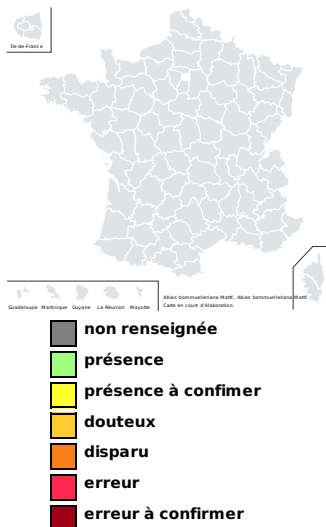 Île-de-France
Guadeloupe Martinique Guyane La Réunion Mayotte
Abies bornmuelleriana Mattf., Abies bornmuelleriana Mattf.
Carte en cours d'élaboration.
non renseignée
présence
présence à confimer
douteux
disparu
erreur
erreur à confirmer